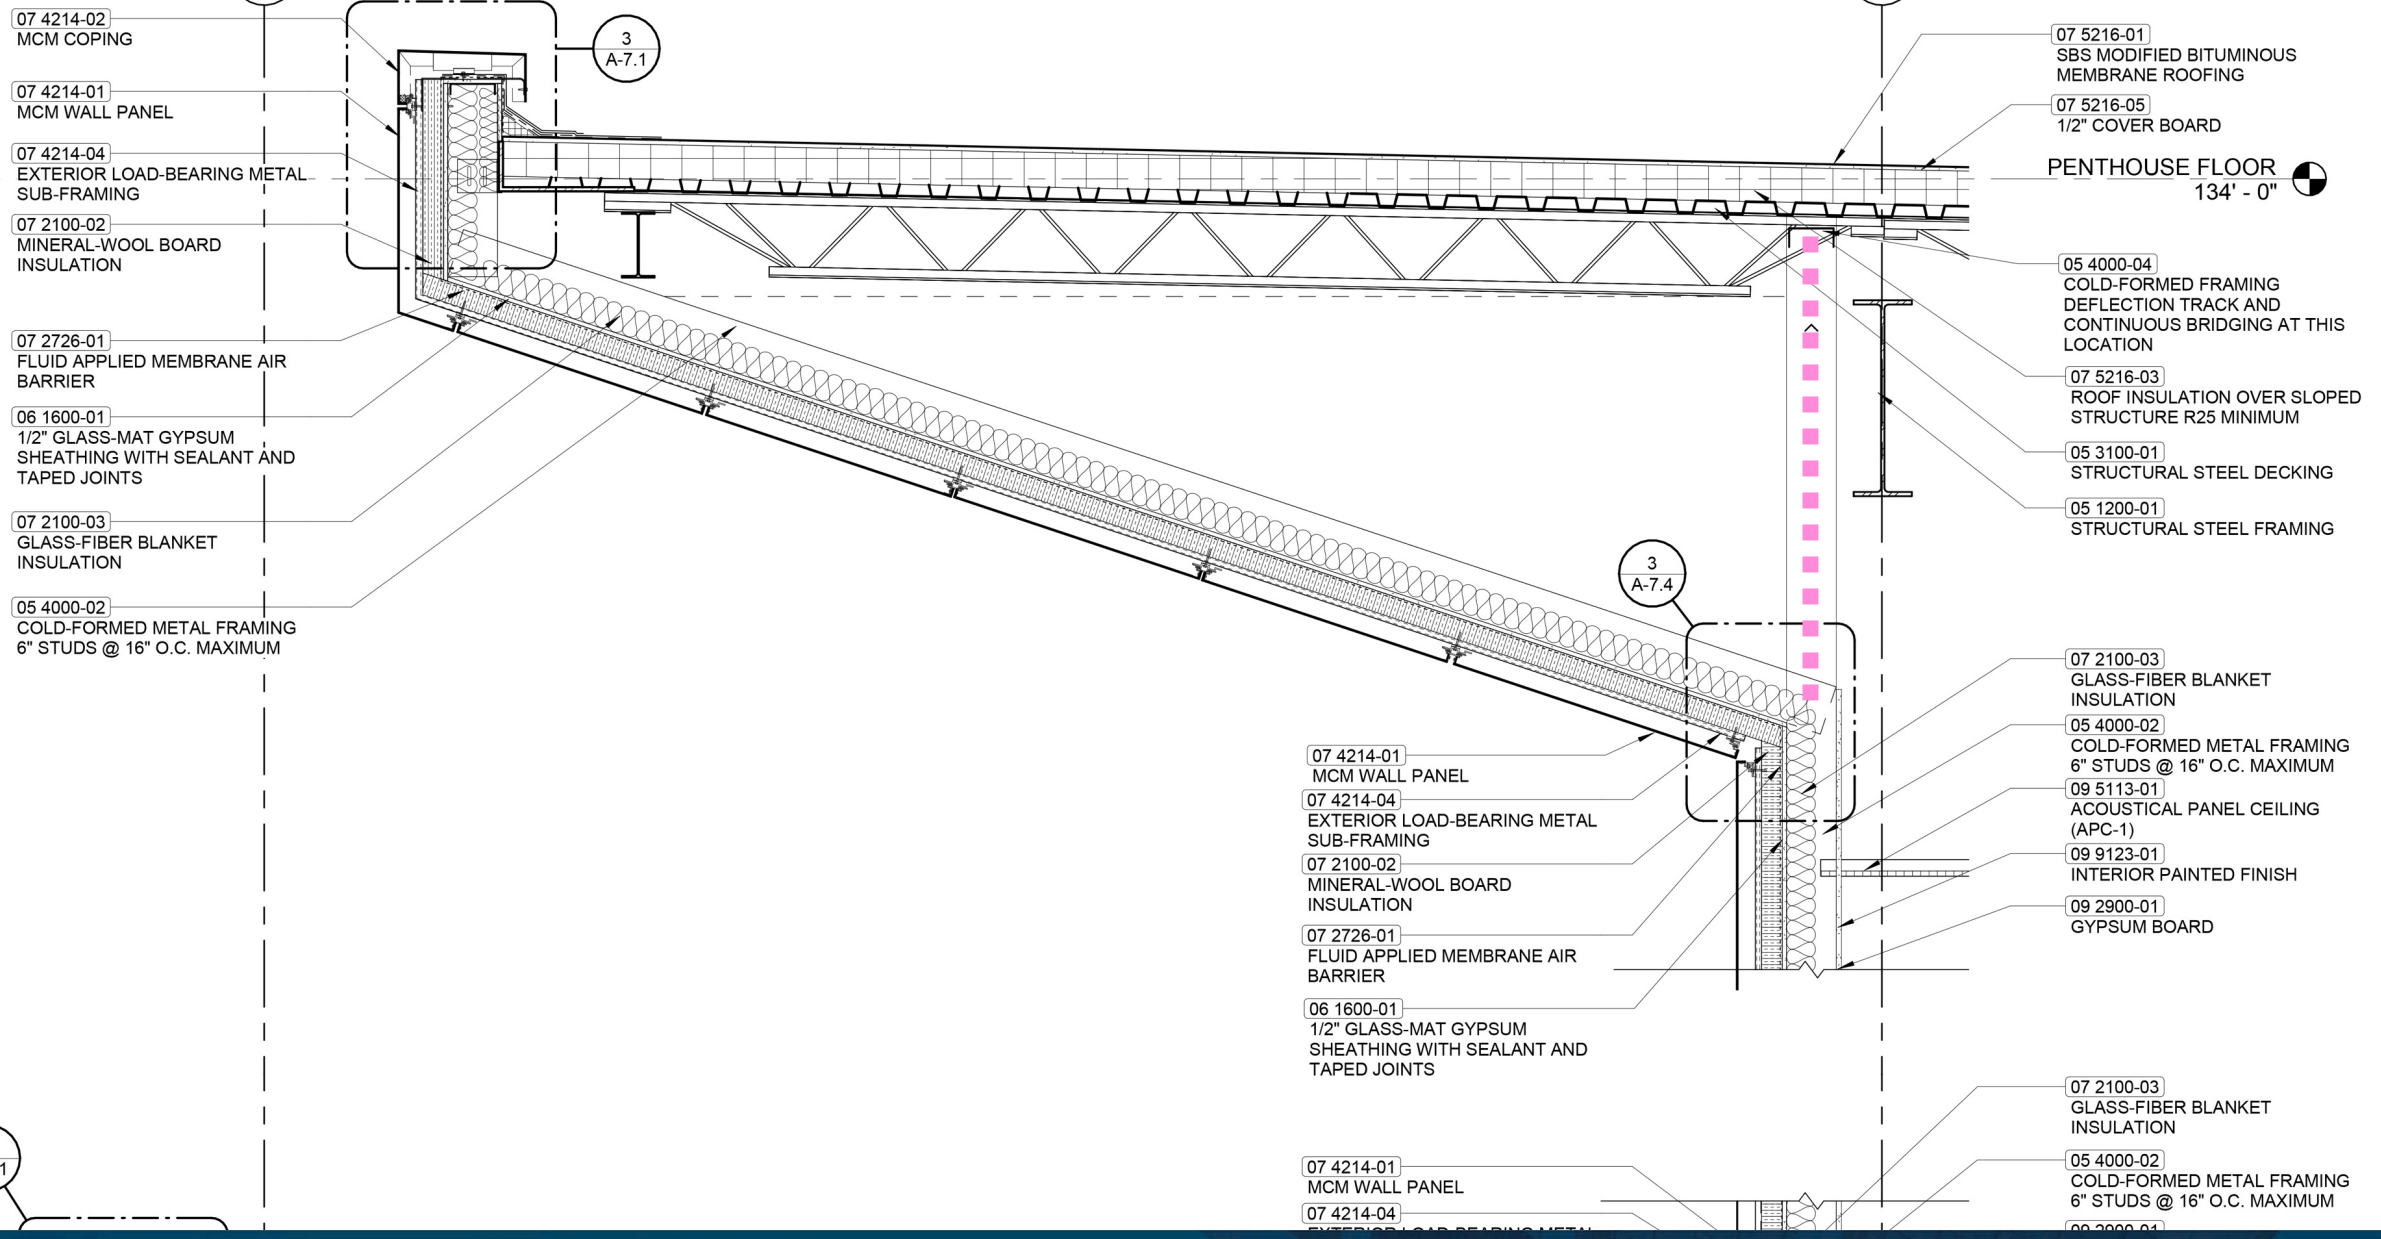 07 4214-02
MCM COPING
07 4214-01
MCM WALL PANEL
07 4214-04
EXTERIOR LOAD-BEARING METAL
SUB-FRAMING
07 2100-02
MINERAL-WOOL BOARD
INSULATION
07 2726-01
FLUID APPLIED MEMBRANE AIR
BARRIER
06 1600-01
1/2" GLASS-MAT GYPSUM
SHEATHING WITH SEALANT AND
TAPED JOINTS
07 2100-03
GLASS-FIBER BLANKET
INSULATION
05 4000-02
COLD-FORMED METAL FRAMING
6" STUDS @ 16" O.C. MAXIMUM
3
A-7.1
07 5216-01
SBS MODIFIED BITUMINOUS
MEMBRANE ROOFING
07 5216-05
1/2" COVER BOARD
PENTHOUSE FLOOR
134' - 0"
05 4000-04
COLD-FORMED FRAMING
DEFLECTION TRACK AND
CONTINUOUS BRIDGING AT THIS
LOCATION
07 5216-03
ROOF INSULATION OVER SLOPED
STRUCTURE R25 MINIMUM
05 3100-01
STRUCTURAL STEEL DECKING
05 1200-01
STRUCTURAL STEEL FRAMING
3
A-7.4
07 2100-03
GLASS-FIBER BLANKET
INSULATION
05 4000-02
COLD-FORMED METAL FRAMING
6" STUDS @ 16" O.C. MAXIMUM
09 5113-01
ACOUSTICAL PANEL CEILING
(APC-1)
09 9123-01
INTERIOR PAINTED FINISH
09 2900-01
GYPSUM BOARD
07 4214-01
MCM WALL PANEL
07 4214-04
EXTERIOR LOAD-BEARING METAL
SUB-FRAMING
07 2100-02
MINERAL-WOOL BOARD
INSULATION
07 2726-01
FLUID APPLIED MEMBRANE AIR
BARRIER
06 1600-01
1/2" GLASS-MAT GYPSUM
SHEATHING WITH SEALANT AND
TAPED JOINTS
07 2100-03
GLASS-FIBER BLANKET
INSULATION
05 4000-02
COLD-FORMED METAL FRAMING
6" STUDS @ 16" O.C. MAXIMUM
07 4214-01
MCM WALL PANEL
07 4214-04
EXTERIOR LOAD-BEARING METAL
09 2900-01
1